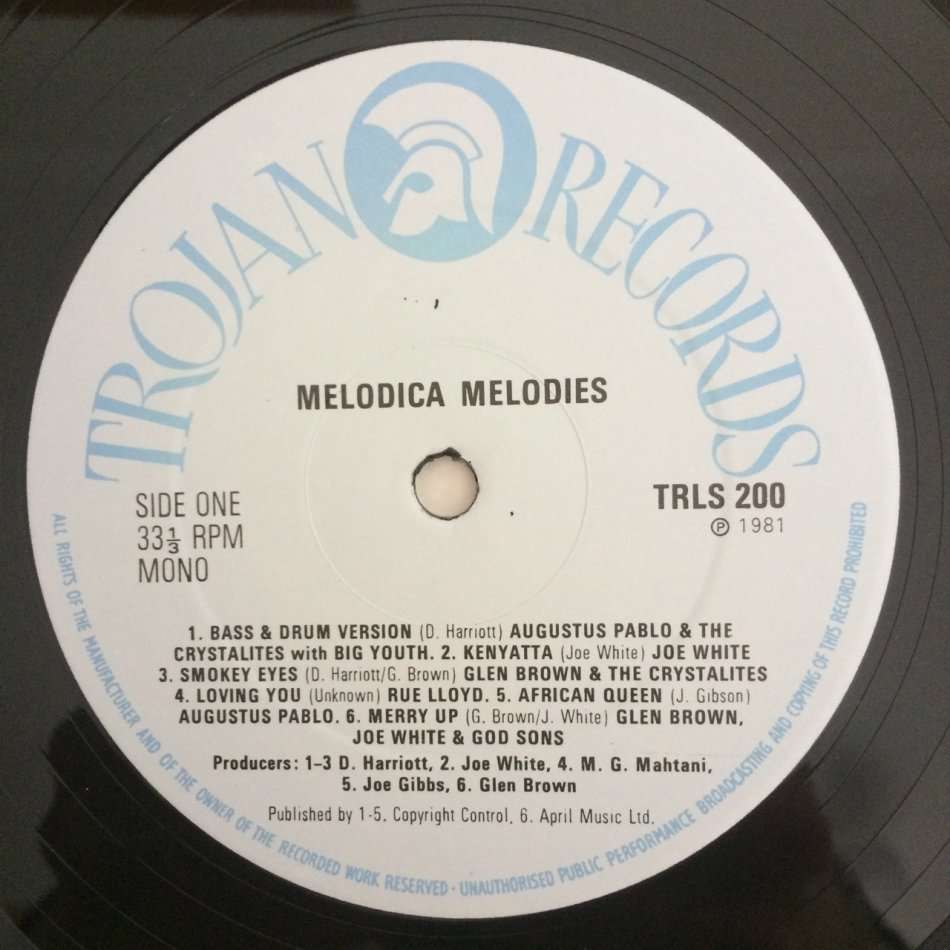 TROJAN RECORDS
MELODICA MELODIES
SIDE ONE
33⅓ RPM
MONO
TRLS 200
℗ 1981
1. BASS & DRUM VERSION (D. Harriott) AUGUSTUS PABLO & THE
CRYSTALITES with BIG YOUTH. 2. KENYATTA (Joe White) JOE WHITE
3. SMOKEY EYES (D. Harriott/G. Brown) GLEN BROWN & THE CRYSTALITES
4. LOVING YOU (Unknown) RUE LLOYD. 5. AFRICAN QUEEN (J. Gibson)
AUGUSTUS PABLO. 6. MERRY UP (G. Brown/J. White) GLEN BROWN,
JOE WHITE & GOD SONS
Producers: 1–3 D. Harriott, 2. Joe White, 4. M. G. Mahtani,
5. Joe Gibbs, 6. Glen Brown
Published by 1-5. Copyright Control, 6. April Music Ltd.
ALL RIGHTS OF THE MANUFACTURER AND OF THE OWNER OF THE RECORDED WORK RESERVED · UNAUTHORISED PUBLIC PERFORMANCE BROADCASTING AND COPYING OF THIS RECORD PROHIBITED